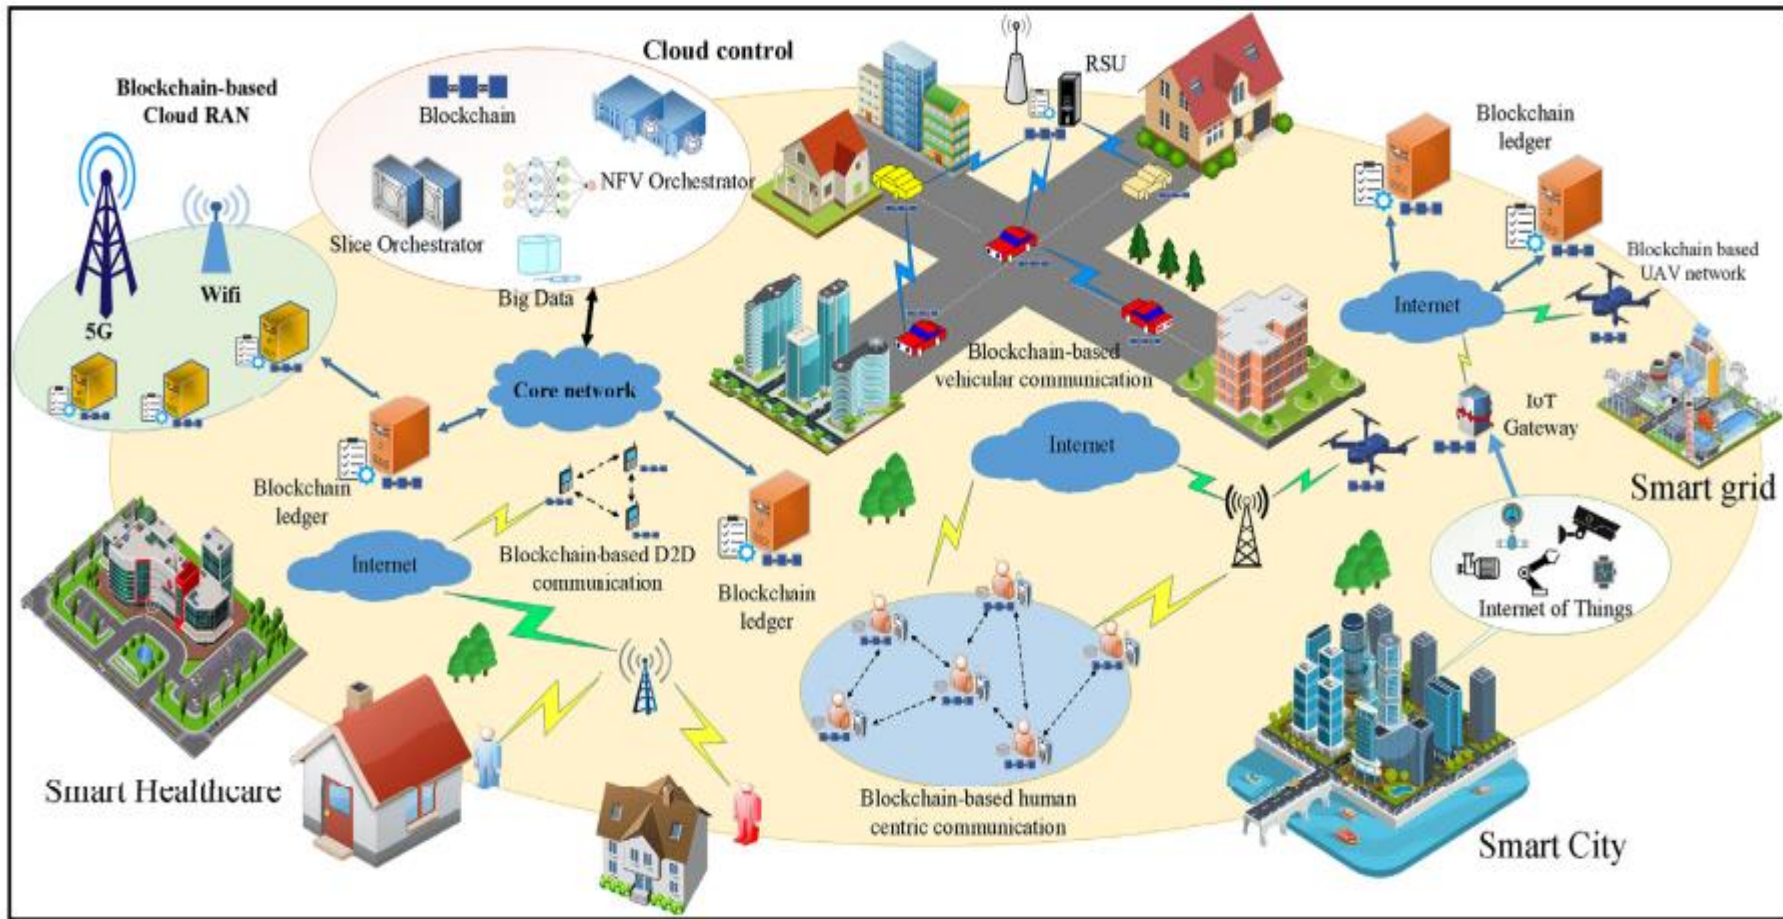 Blockchain-based
Cloud RAN
5G
Wifi
Cloud control
Blockchain
NFV Orchestrator
Slice Orchestrator
Big Data
Core network
Blockchain
ledger
Blockchain
ledger
Internet
Blockchain-based D2D
communication
RSU
Blockchain-based
vehicular communication
Internet
Blockchain
ledger
Blockchain based
UAV network
Internet
IoT
Gateway
Smart grid
Internet of Things
Smart Healthcare
Blockchain-based human
centric communication
Smart City